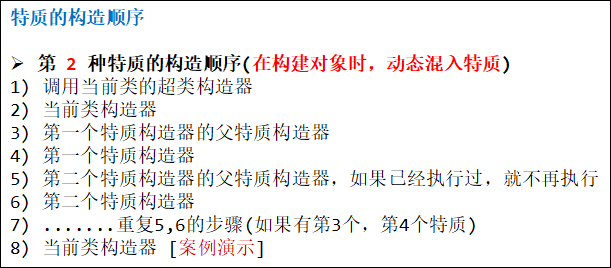 特质的构造顺序
➢ 第 2 种特质的构造顺序(在构建对象时，动态混入特质)
1) 调用当前类的超类构造器
2) 当前类构造器
3) 第一个特质构造器的父特质构造器
4) 第一个特质构造器
5) 第二个特质构造器的父特质构造器，如果已经执行过，就不再执行
6) 第二个特质构造器
7) .......重复5,6的步骤(如果有第3个，第4个特质)
8) 当前类构造器 [案例演示]